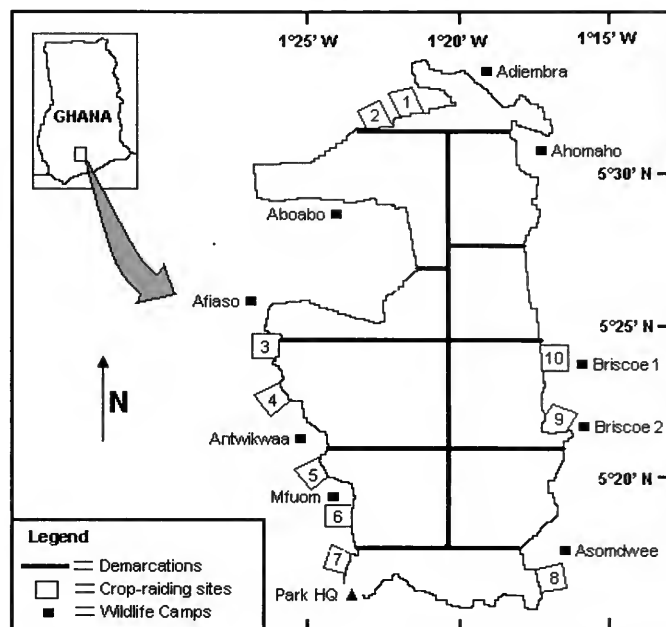 1°25' W 1°20' W 1°15' W
Adiembra
GHANA
1
2
Ahomaho
5°30' N
Aboabo
Afiaso
5°25' N
3
10
Briscoe 1
4
N
9
Briscoe 2
Antwikwaa
5
5°20' N
Mfuom
6
Legend
Demarcations
Crop-raiding sites
Wildlife Camps
7
Asomdwee
8
Park HQ